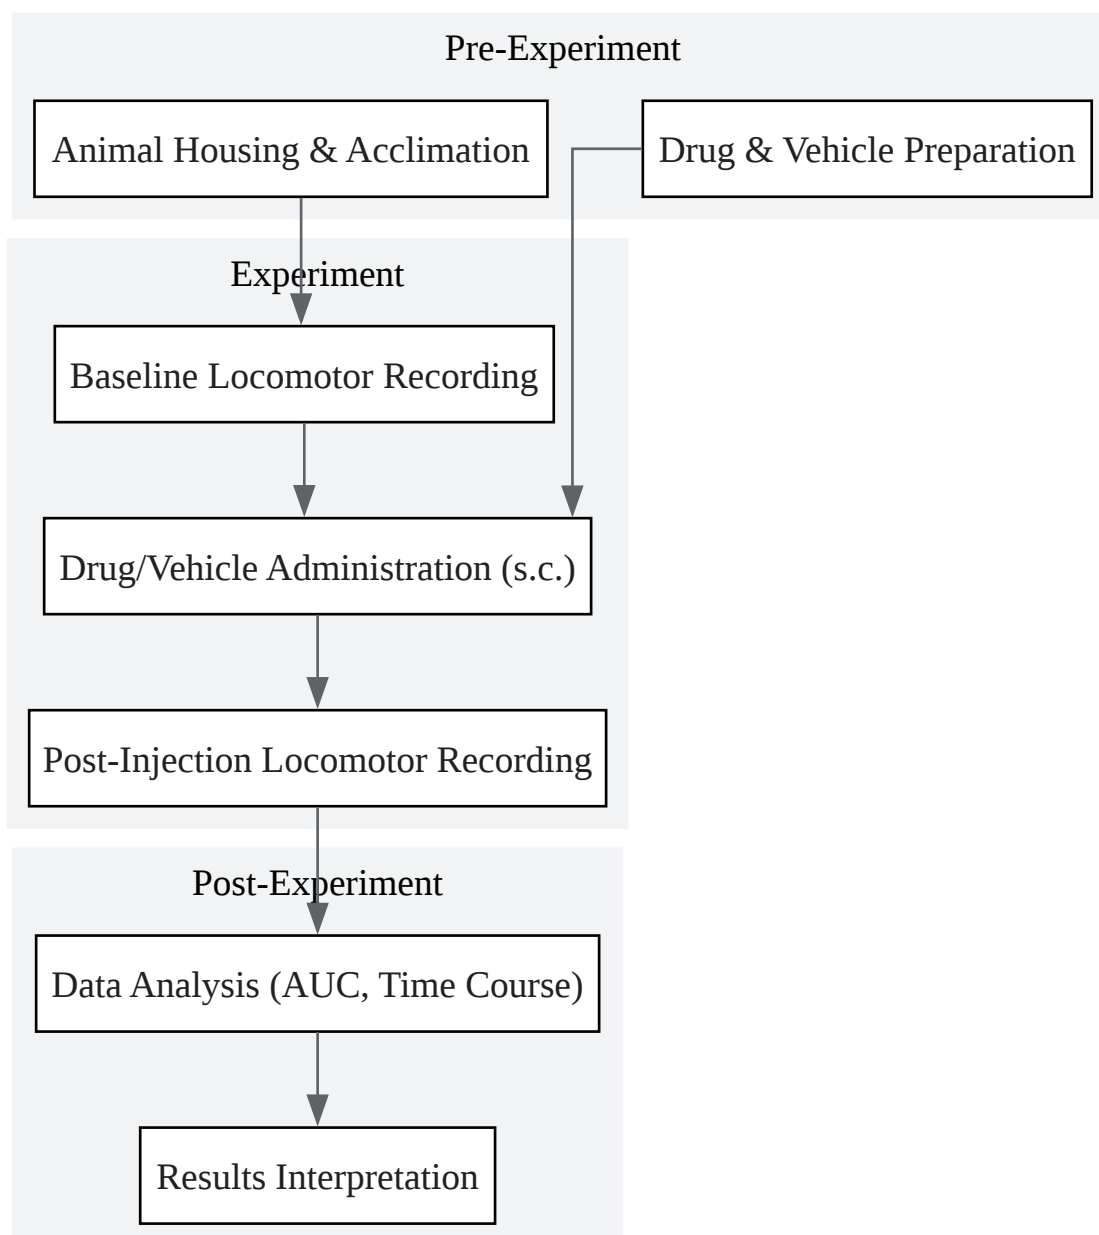 Pre-Experiment
Animal Housing & Acclimation
Drug & Vehicle Preparation
Experiment
Baseline Locomotor Recording
Drug/Vehicle Administration (s.c.)
Post-Injection Locomotor Recording
Post-Experiment
Data Analysis (AUC, Time Course)
Results Interpretation